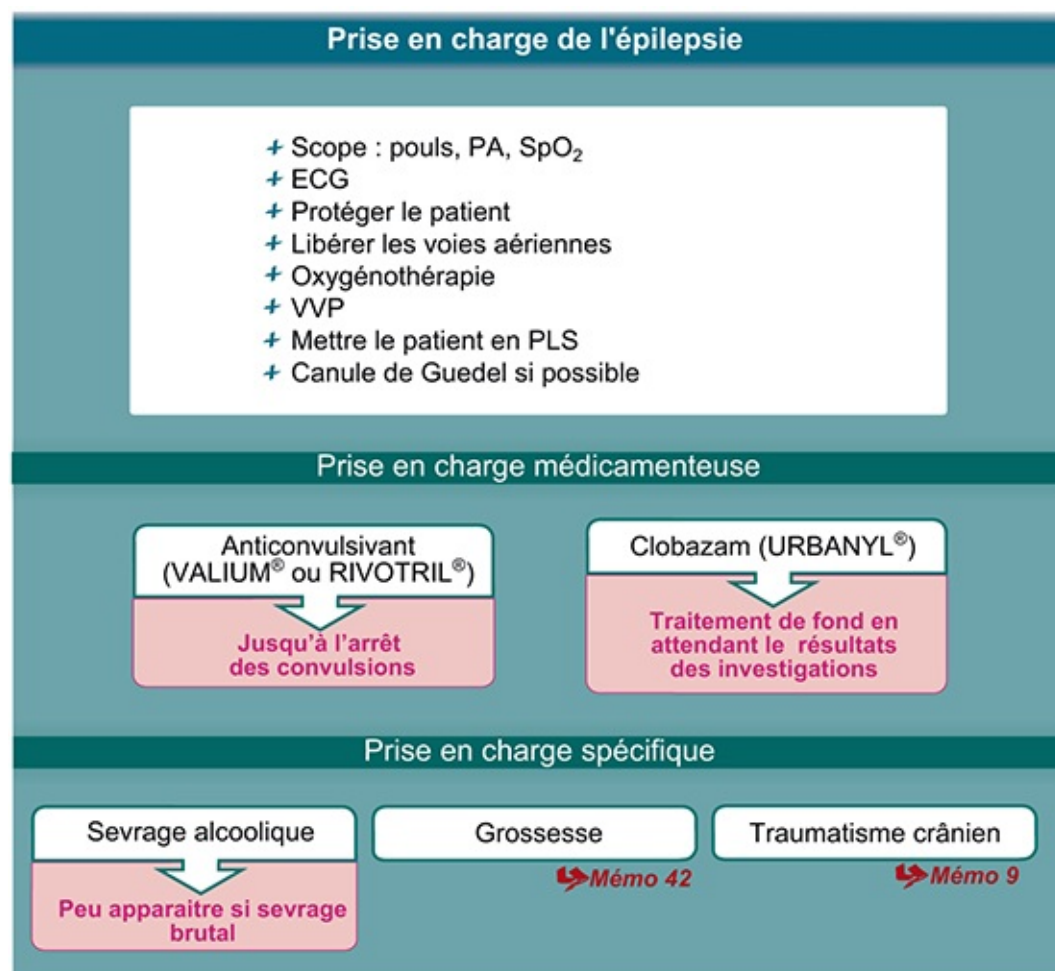 Prise en charge de l'épilepsie
+ Scope : pouls, PA, SpO₂
+ ECG
+ Protéger le patient
+ Libérer les voies aériennes
+ Oxygénothérapie
+ VVP
+ Mettre le patient en PLS
+ Canule de Guedel si possible
Prise en charge médicamenteuse
Anticonvulsivant
(VALIUM® ou RIVOTRIL®)
Jusqu'à l'arrêt
des convulsions
Clobazam (URBANYL®)
Traitement de fond en
attendant le résultats
des investigations
Prise en charge spécifique
Sevrage alcoolique
Peu apparaitre si sevrage
brutal
Grossesse
Mémo 42
Traumatisme crânien
Mémo 9